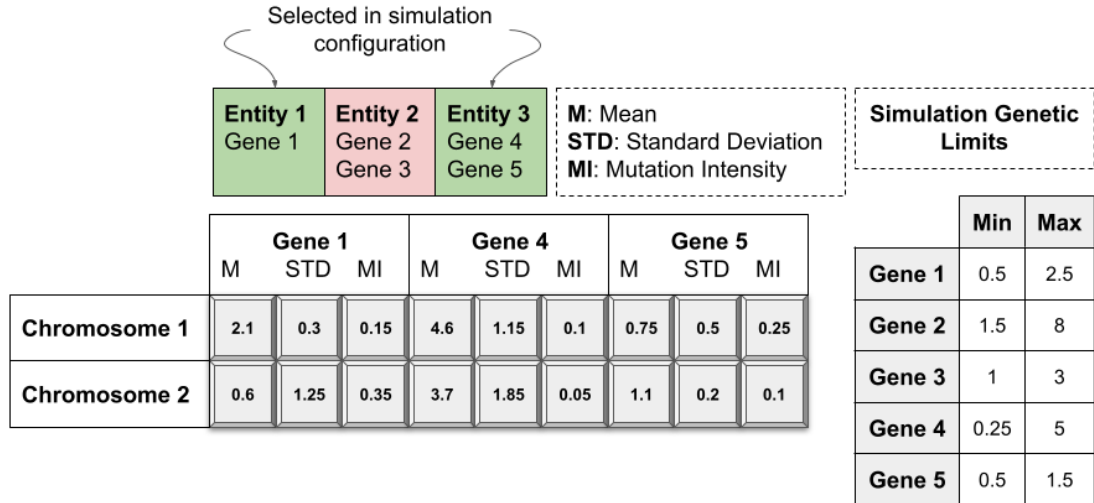 Selected in simulation
configuration
Entity 1
Gene 1
Entity 2
Gene 2
Gene 3
Entity 3
Gene 4
Gene 5
M: Mean
STD: Standard Deviation
MI: Mutation Intensity
Simulation Genetic
Limits
Gene 1 Gene 4 Gene 5
M STD MI M STD MI M STD MI
Chromosome 1 2.1 0.3 0.15 4.6 1.15 0.1 0.75 0.5 0.25
Chromosome 2 0.6 1.25 0.35 3.7 1.85 0.05 1.1 0.2 0.1
Min Max
Gene 1 0.5 2.5
Gene 2 1.5 8
Gene 3 1 3
Gene 4 0.25 5
Gene 5 0.5 1.5